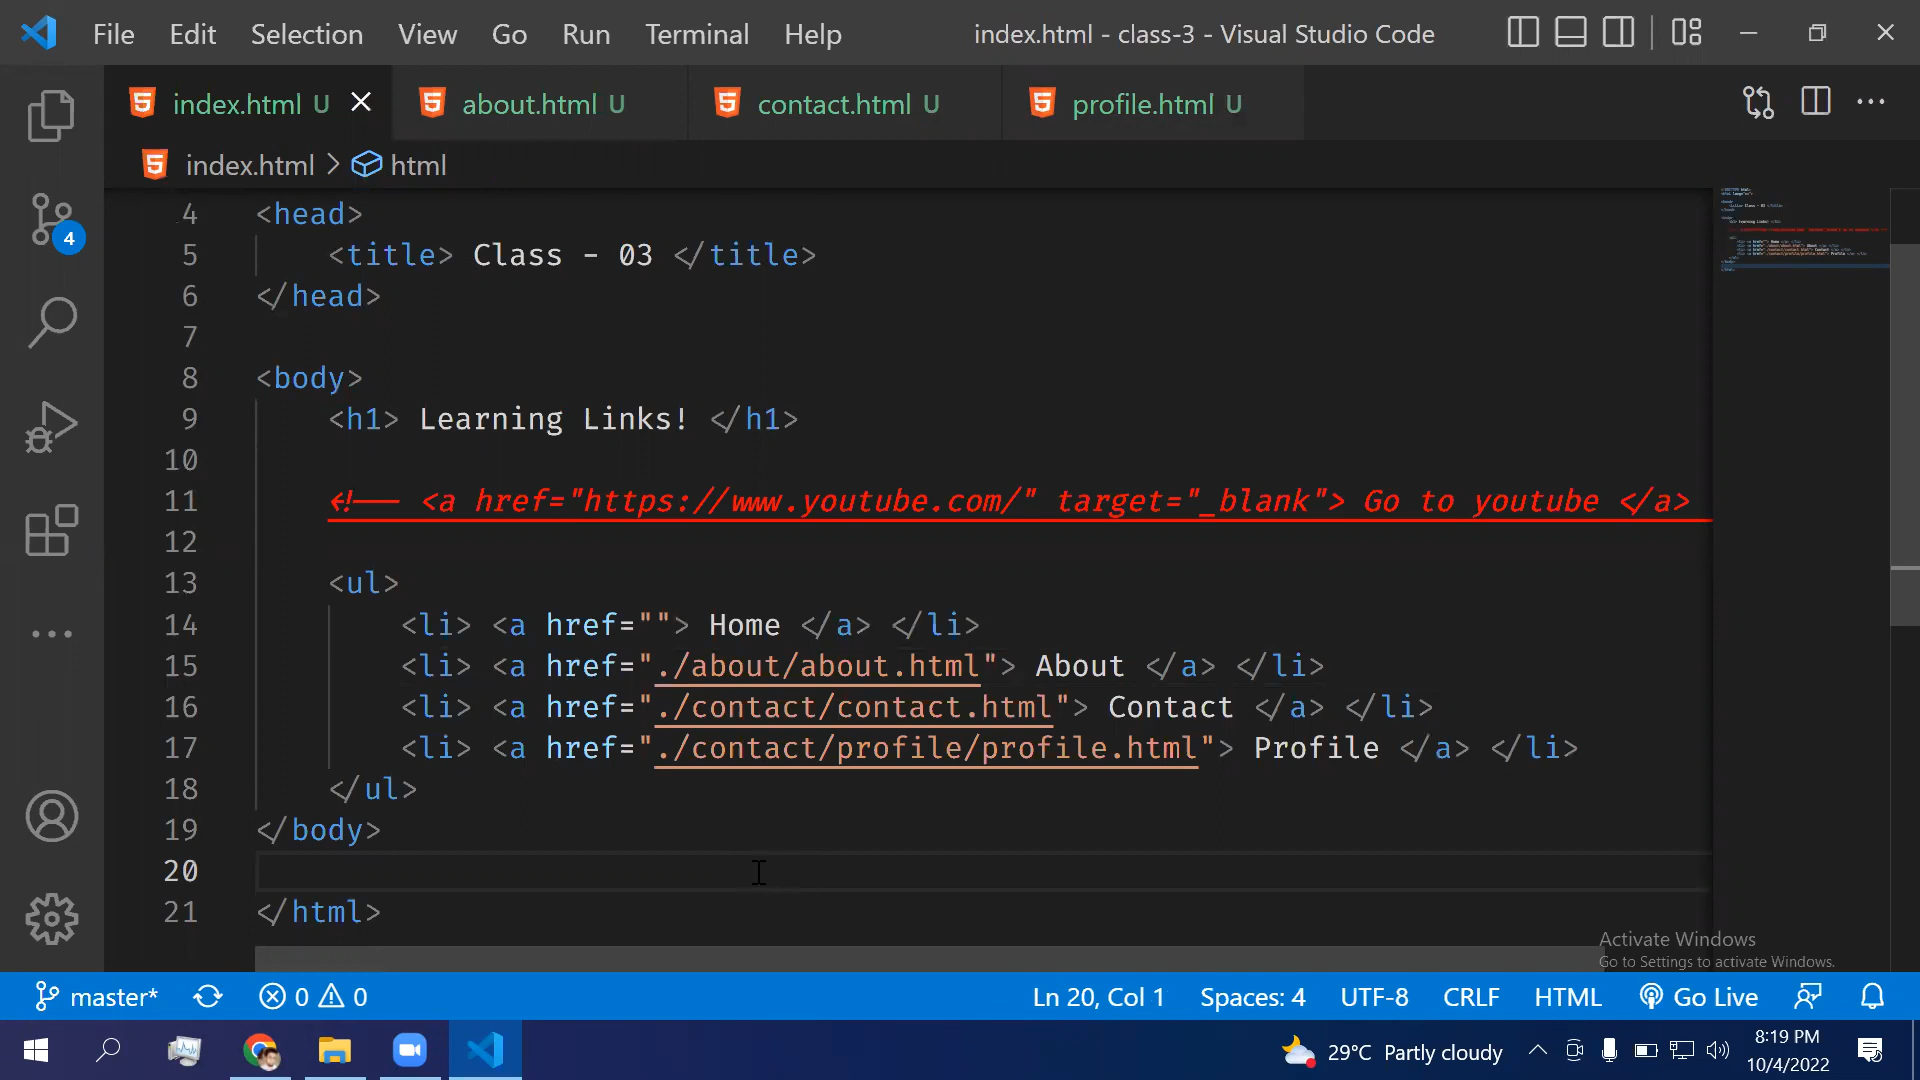 File Edit Selection View Go Run Terminal Help index.html - class-3 - Visual Studio Code
index.html U about.html U contact.html U profile.html U
index.html > html
4 <head>
5 <title> Class - 03 </title>
6 </head>
7
8 <body>
9 <h1> Learning Links! </h1>
10
11 <!-- <a href="https://www.youtube.com/" target="_blank"> Go to youtube </a>
12
13 <ul>
14 <li> <a href=""> Home </a> </li>
15 <li> <a href="./about/about.html"> About </a> </li>
16 <li> <a href="./contact/contact.html"> Contact </a> </li>
17 <li> <a href="./contact/profile/profile.html"> Profile </a> </li>
18 </ul>
19 </body>
20
21 </html>
4
Activate Windows
Go to Settings to activate Windows.
master* 0 0 Ln 20, Col 1 Spaces: 4 UTF-8 CRLF HTML Go Live
29°C Partly cloudy 8:19 PM
10/4/2022